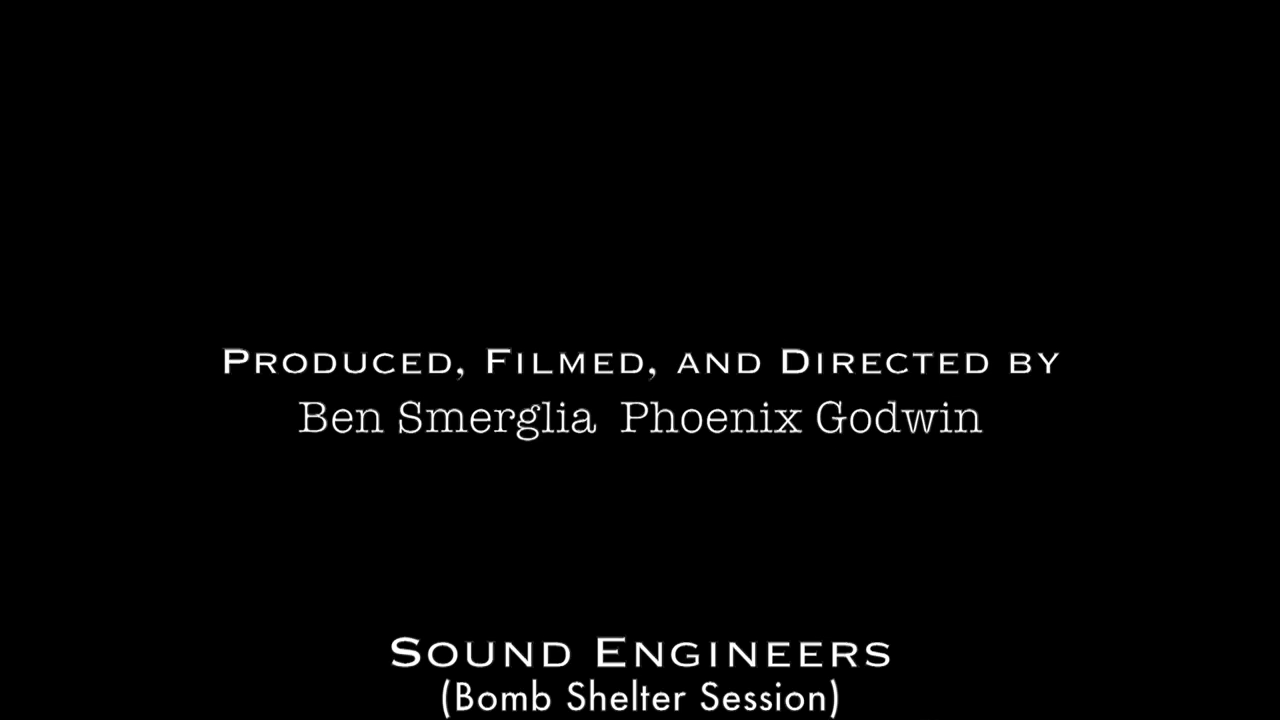 Produced, Filmed, and Directed by
Ben Smerglia  Phoenix Godwin
Sound Engineers
(Bomb Shelter Session)